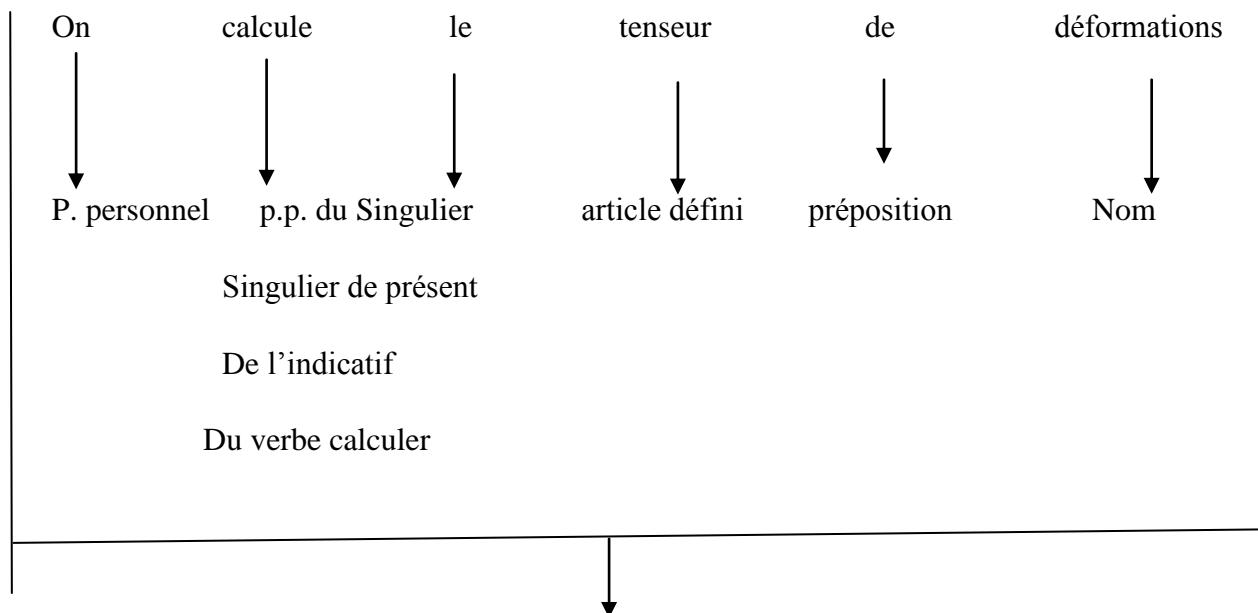 On calcule le tenseur de déformations
P. personnel p.p. du Singulier article défini préposition Nom
Singulier de présent
De l’indicatif
Du verbe calculer